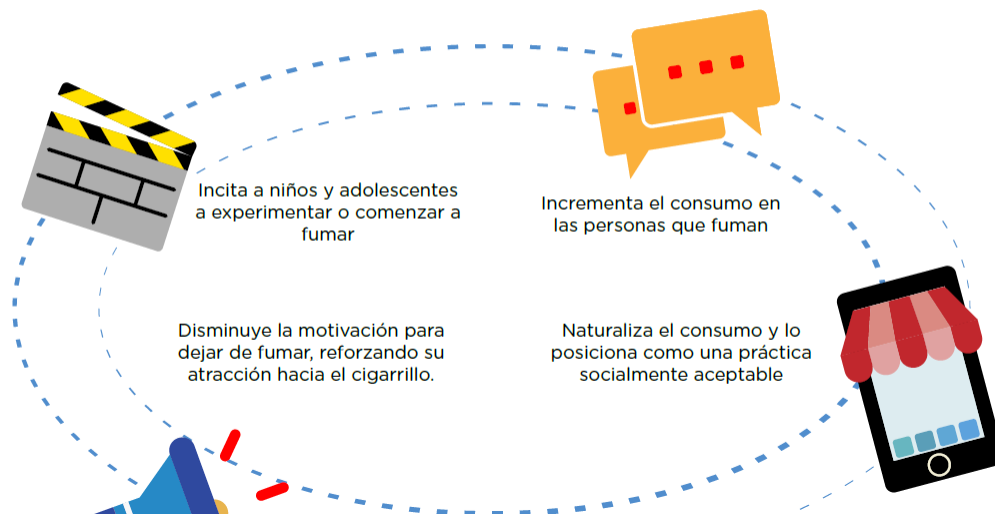 Incita a niños y adolescentes
a experimentar o comenzar a
fumar
Incrementa el consumo en
las personas que fuman
Disminuye la motivación para
dejar de fumar, reforzando su
atracción hacia el cigarrillo.
Naturaliza el consumo y lo
posiciona como una práctica
socialmente aceptable